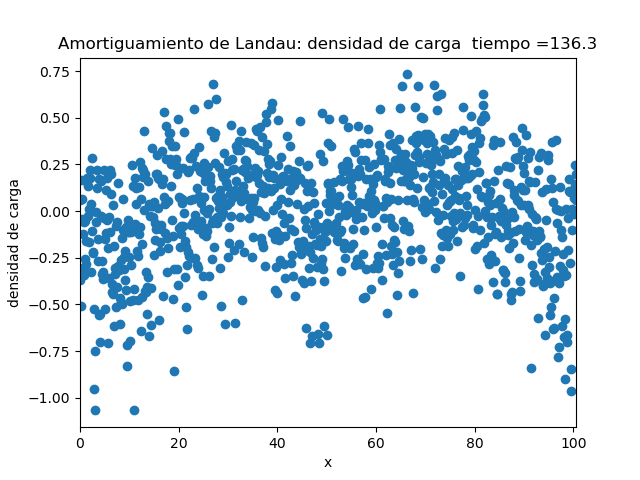 Amortiguamiento de Landau: densidad de carga  tiempo =136.3
0.75
0.50
0.25
0.00
−0.25
−0.50
−0.75
−1.00
densidad de carga
0 20 40 60 80 100
x